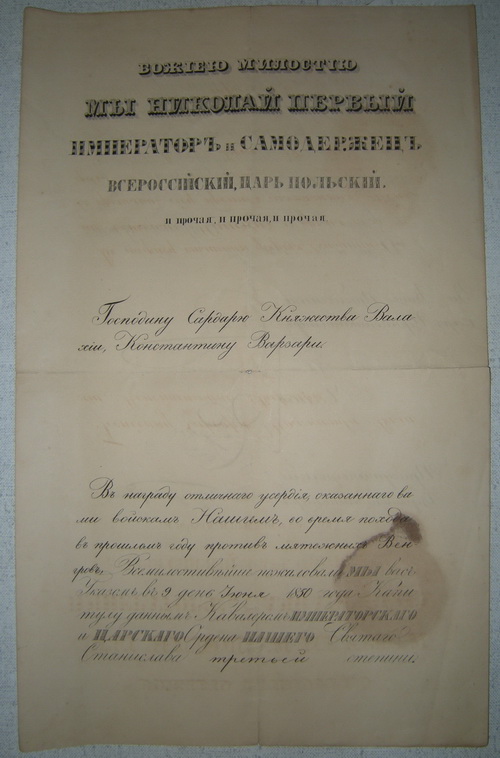 БОЖІЕЮ МИЛОСТІЮ
МЫ НИКОЛАЙ ПЕРВЫЙ
ИМПЕРАТОРЪ и САМОДЕРЖЕЦЪ
ВСЕРОССІЙСКІЙ, ЦАРЬ ПОЛЬСКІЙ.
и прочая, и прочая, и прочая.
Господину Сардарю Княжества Вала
хіи, Константину Варзари.
Въ награду отличнаго усердія, оказаннаго ва
ми войскамъ Нашимъ, во время похода
въ прошломъ году противъ мятежныхъ Вен
гровъ, Всемилостивѣйше пожаловали МЫ васъ
Указомъ въ 9 день Іюня 1850 года Капи
тулу даннымъ, Кавалеромъ ИМПЕРАТОРСКАГО
и ЦАРСКАГО Ордена НАШЕГО Святаго
Станислава третьей степени.